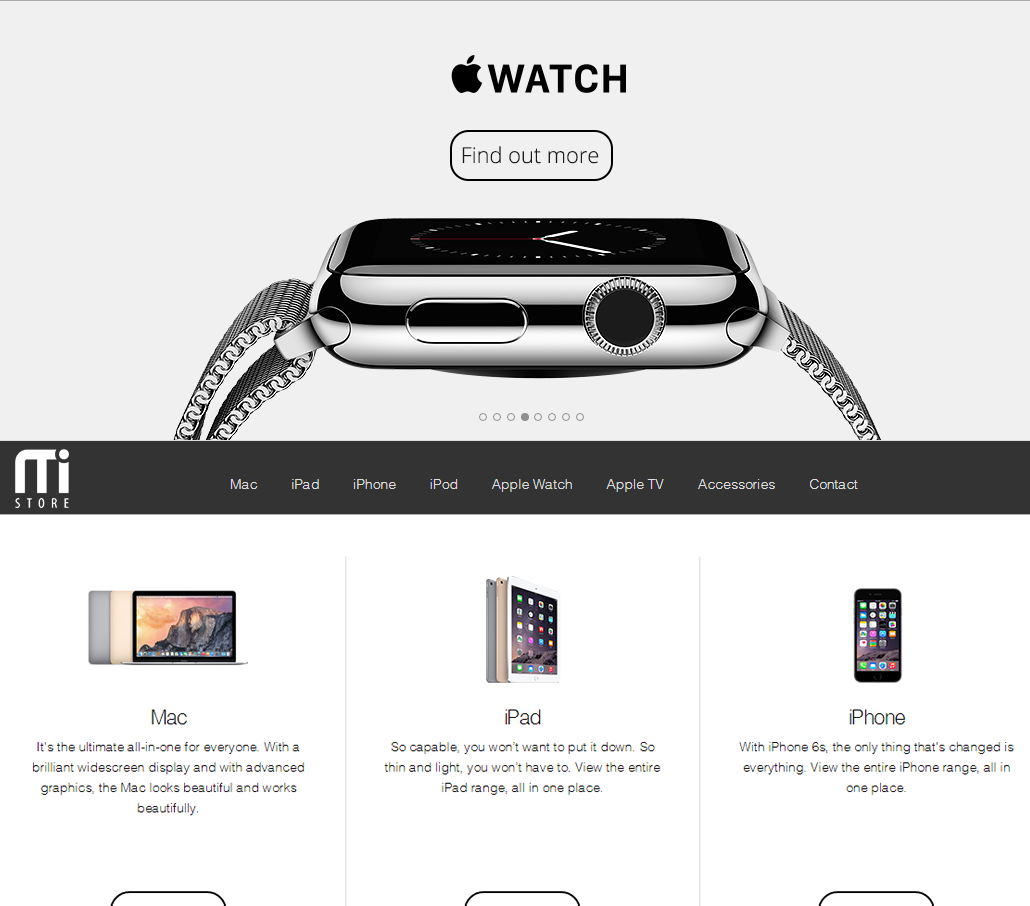 WATCH
Find out more
iTi
STORE
Mac iPad iPhone iPod Apple Watch Apple TV Accessories Contact
Mac
It's the ultimate all-in-one for everyone. With a
brilliant widescreen display and with advanced
graphics, the Mac looks beautiful and works
beautifully.
iPad
So capable, you won't want to put it down. So
thin and light, you won't have to. View the entire
iPad range, all in one place.
iPhone
With iPhone 6s, the only thing that's changed is
everything. View the entire iPhone range, all in
one place.